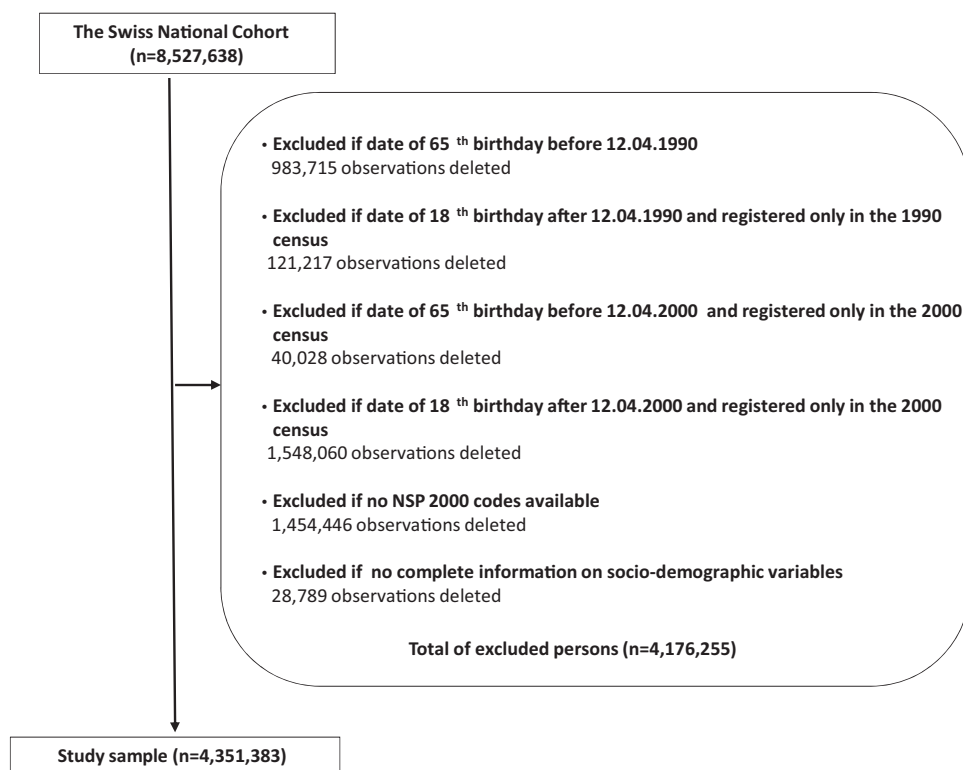 The Swiss National Cohort
(n=8,527,638)
• Excluded if date of 65 th birthday before 12.04.1990
983,715 observations deleted
• Excluded if date of 18 th birthday after 12.04.1990 and registered only in the 1990
census
121,217 observations deleted
• Excluded if date of 65 th birthday before 12.04.2000 and registered only in the 2000
census
40,028 observations deleted
• Excluded if date of 18 th birthday after 12.04.2000 and registered only in the 2000
census
1,548,060 observations deleted
• Excluded if no NSP 2000 codes available
1,454,446 observations deleted
• Excluded if no complete information on socio-demographic variables
28,789 observations deleted
Total of excluded persons (n=4,176,255)
Study sample (n=4,351,383)